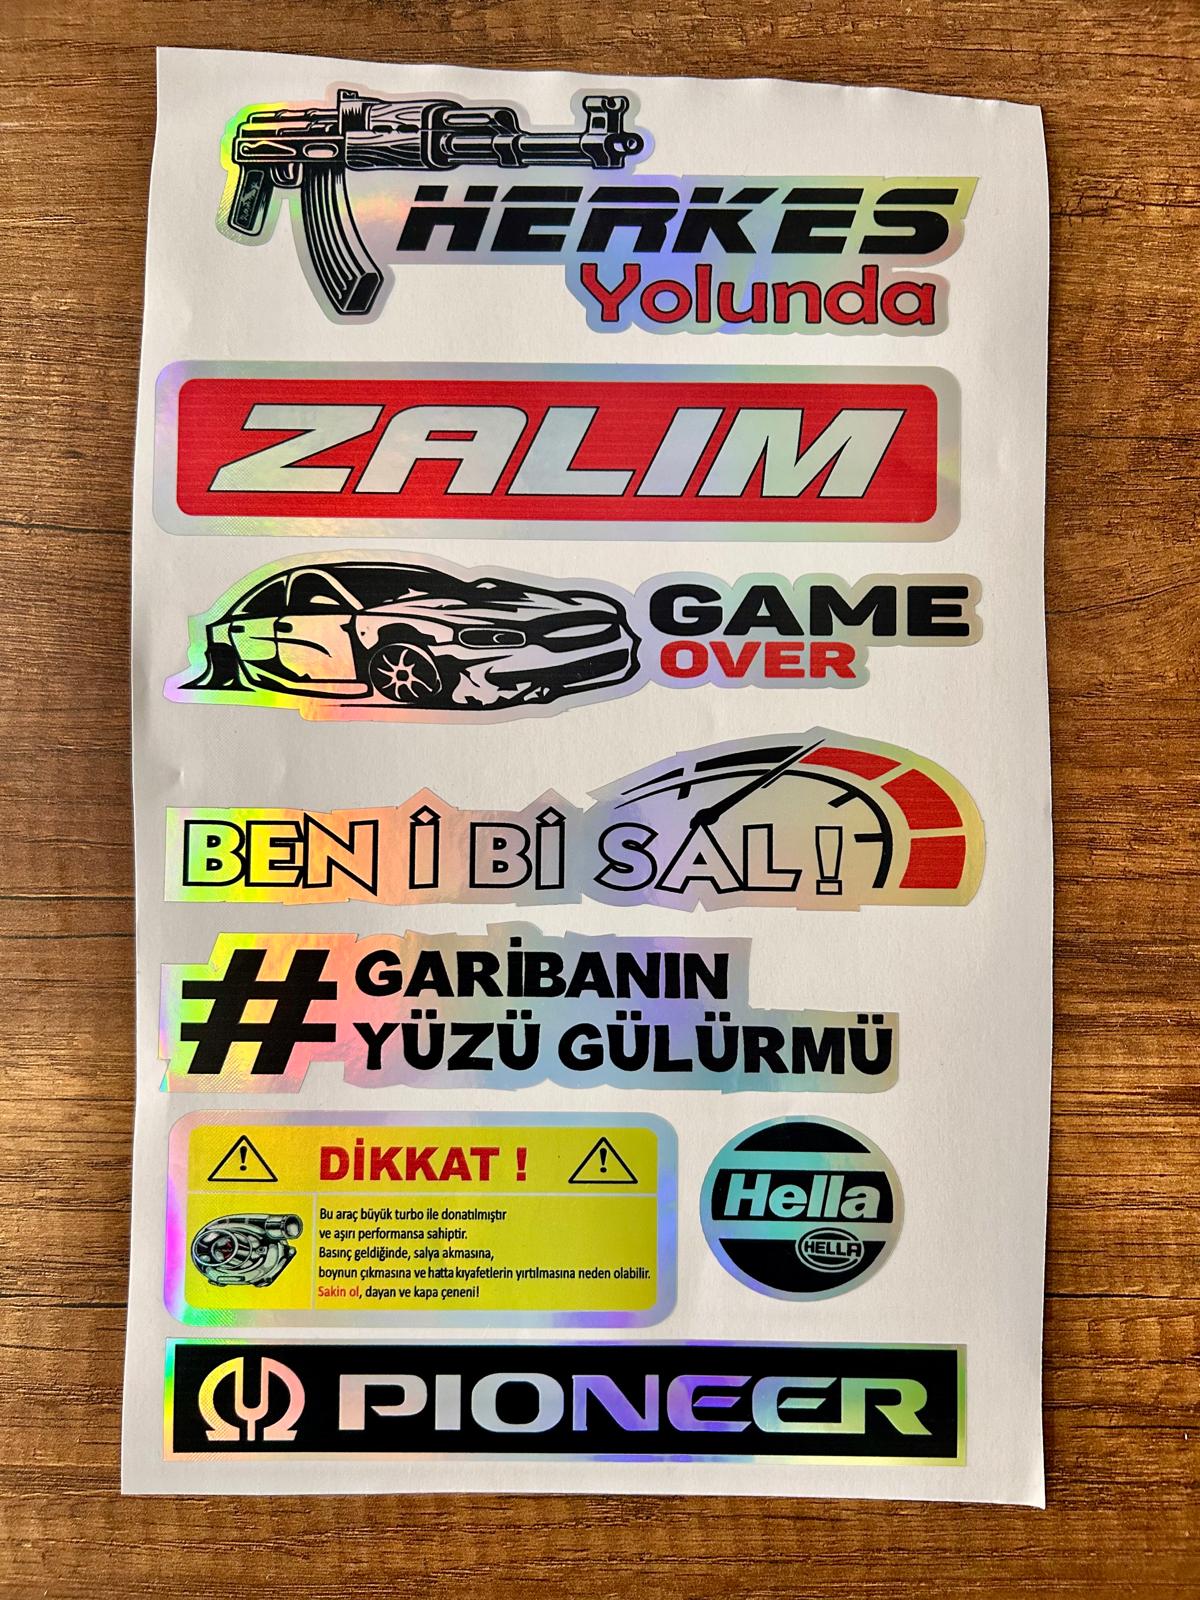 HERKES
Yolunda
ZALIM
GAME
OVER
BEN Î BÎ SAL!
# GARİBANIN
YÜZÜ GÜLÜRMÜ
DİKKAT !
Bu araç büyük turbo ile donatılmıştır
ve aşırı performansa sahiptir.
Basınç geldiğinde, salya akmasına,
boynun çıkmasına ve hatta kıyafetlerin yırtılmasına neden olabilir.
Sakin ol, dayan ve kapa çeneni!
Hella
HELLA
PIONEER